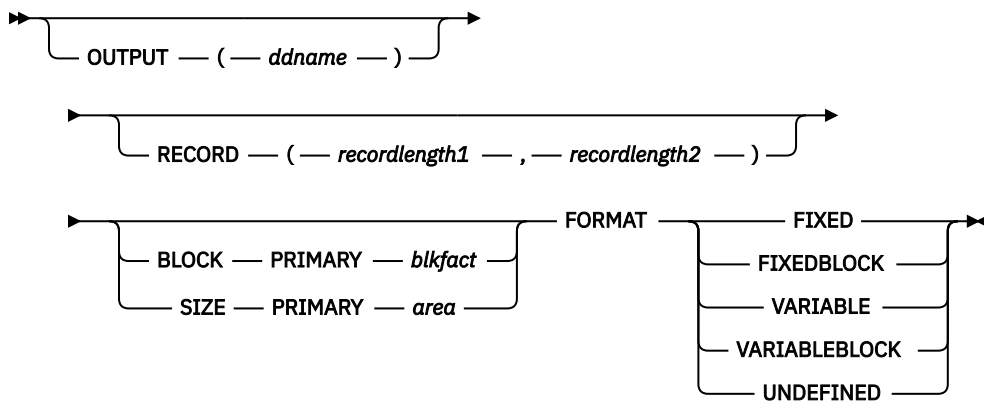 OUTPUT ( ddname )
RECORD ( recordlength1 , recordlength2 )
FORMAT FIXED
BLOCK PRIMARY blkfact FIXEDBLOCK
SIZE PRIMARY area VARIABLE
VARIABLEBLOCK
UNDEFINED